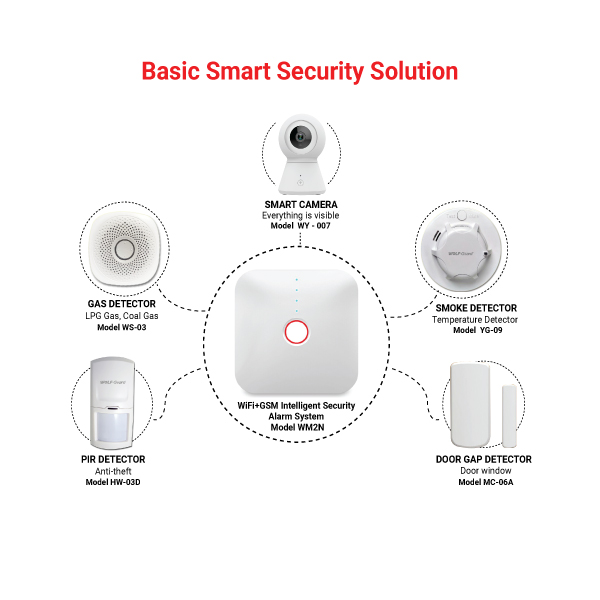 Basic Smart Security Solution
SMART CAMERA
Everything is visible
Model WY - 007
GAS DETECTOR
LPG Gas, Coal Gas
Model WS-03
SMOKE DETECTOR
Temperature Detector
Model YG-09
WiFi+GSM Intelligent Security
Alarm System
Model WM2N
PIR DETECTOR
Anti-theft
Model HW-03D
DOOR GAP DETECTOR
Door window
Model MC-06A